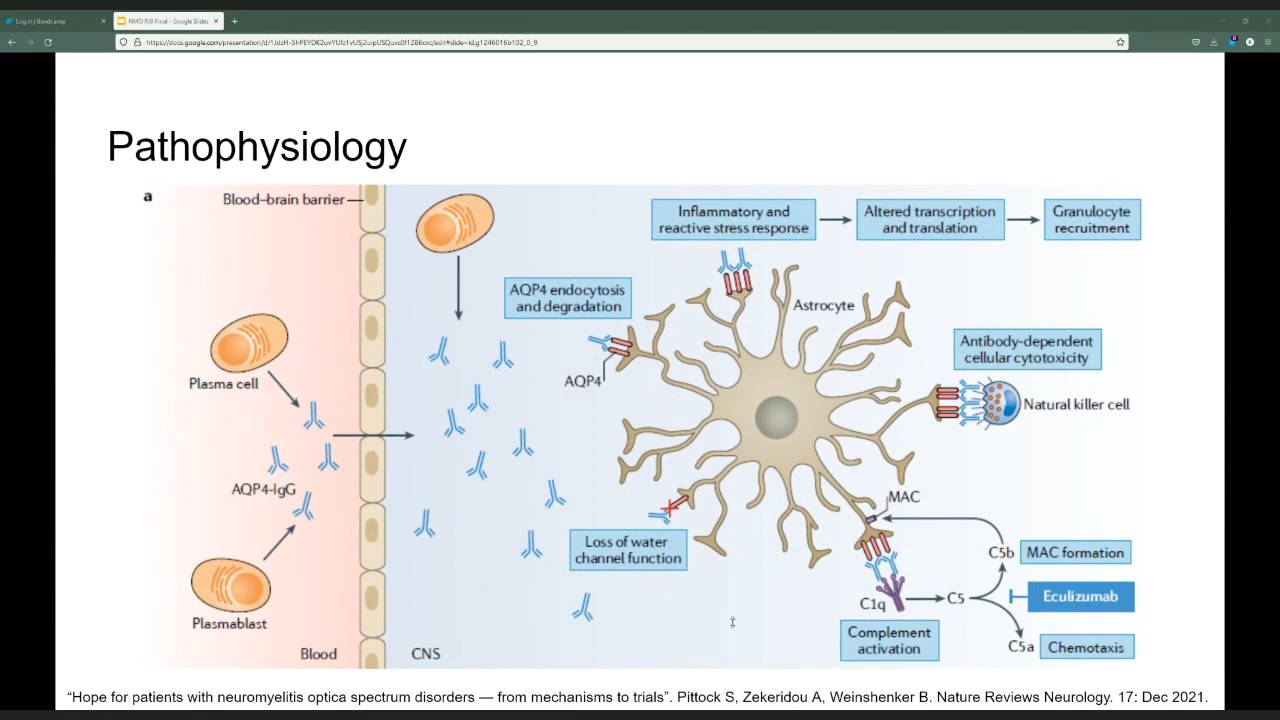 Log in | Bandcamp
NMO RJB Final - Google Slides
Pathophysiology
a
Blood–brain barrier
Inflammatory and
reactive stress response
Altered transcription
and translation
Granulocyte
recruitment
AQP4 endocytosis
and degradation
Astrocyte
Antibody-dependent
cellular cytotoxicity
Plasma cell
AQP4
Natural killer cell
AQP4-IgG
MAC
Loss of water
channel function
C5b
MAC formation
C1q
C5
Eculizumab
Plasmablast
Complement
activation
C5a
Chemotaxis
Blood
CNS
“Hope for patients with neuromyelitis optica spectrum disorders — from mechanisms to trials”. Pittock S, Zekeridou A, Weinshenker B. Nature Reviews Neurology. 17: Dec 2021.